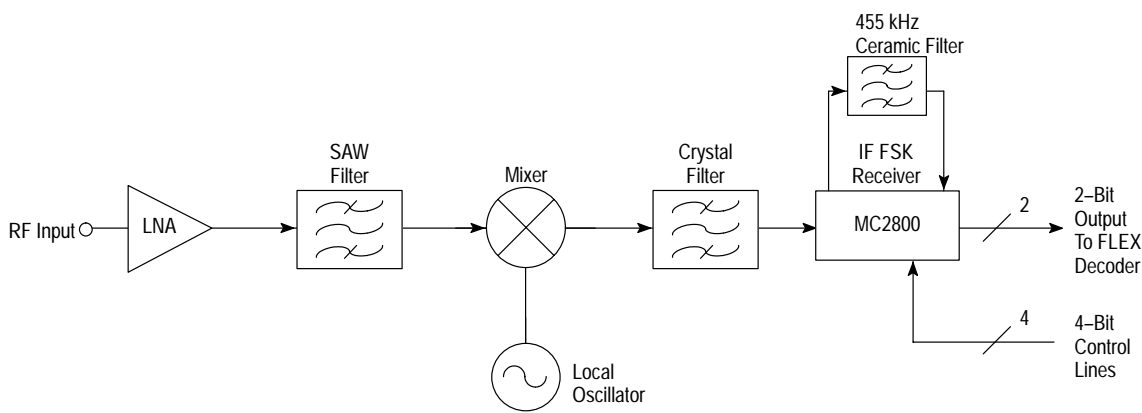 455 kHz
Ceramic Filter
SAW
Filter
Mixer
Crystal
Filter
IF FSK
Receiver
RF Input
LNA
MC2800
2
2–Bit
Output
To FLEX
Decoder
4
4–Bit
Control
Lines
Local
Oscillator